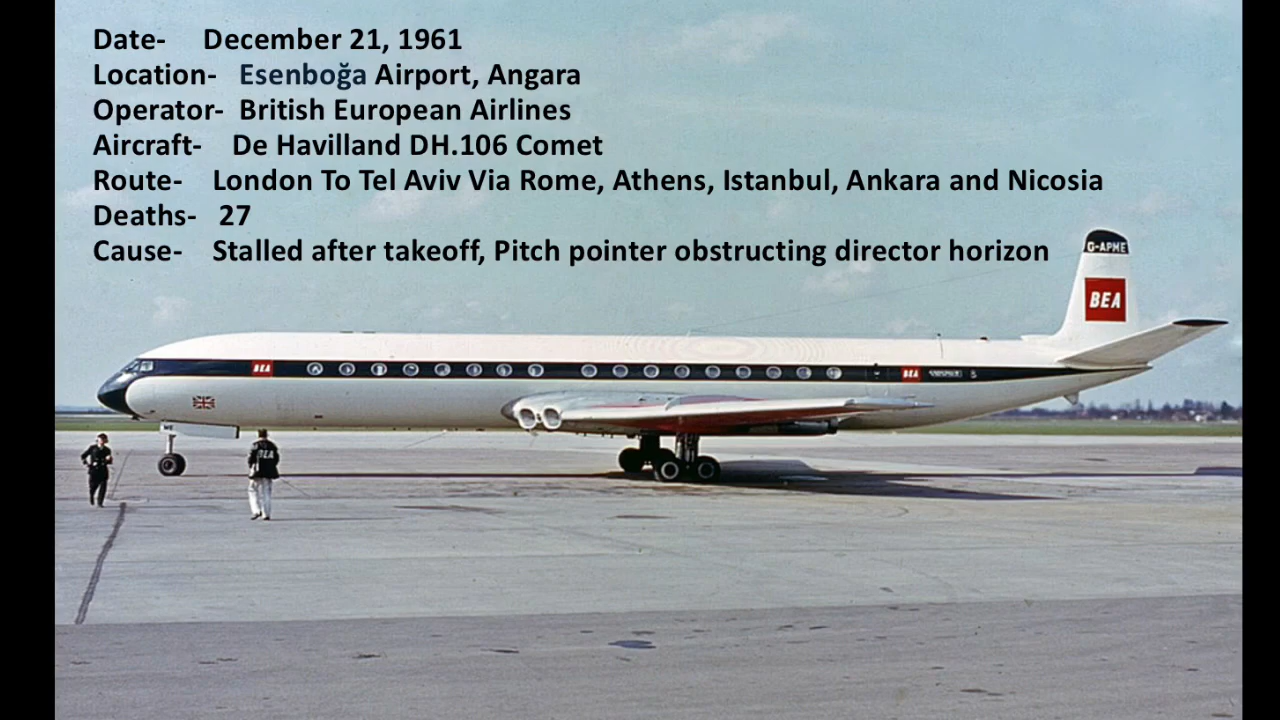 Date- December 21, 1961
Location- Esenboğa Airport, Angara
Operator- British European Airlines
Aircraft- De Havilland DH.106 Comet
Route- London To Tel Aviv Via Rome, Athens, Istanbul, Ankara and Nicosia
Deaths- 27
Cause- Stalled after takeoff, Pitch pointer obstructing director horizon
G-APME
BEA
BEA
BEA
ME
BEA